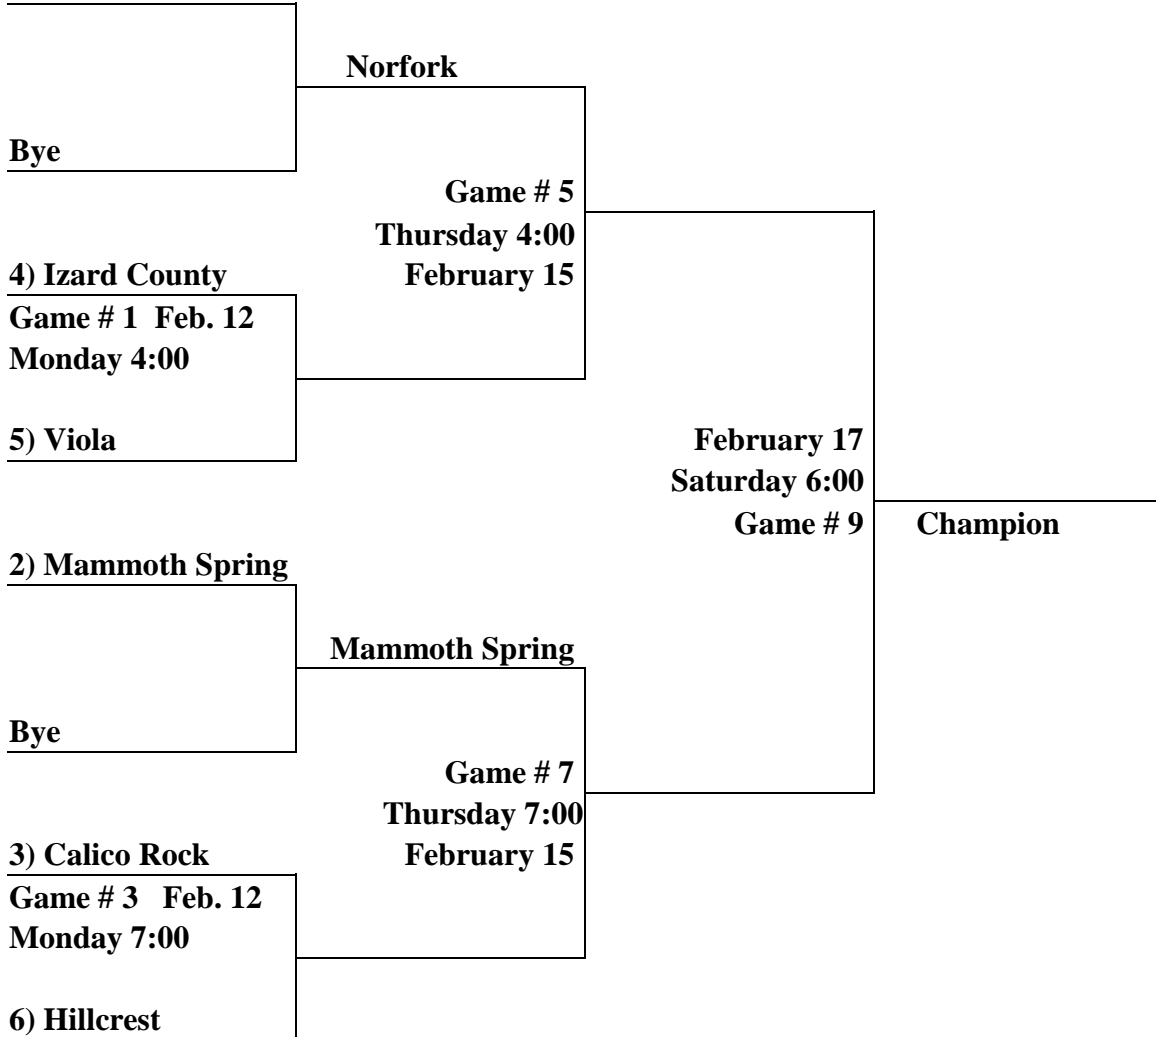 Norfork
Bye
Game # 5
Thursday 4:00
4) Izard County
February 15
Game # 1 Feb. 12
Monday 4:00
5) Viola
February 17
Saturday 6:00
Game # 9
Champion
2) Mammoth Spring
Mammoth Spring
Bye
Game # 7
Thursday 7:00
3) Calico Rock
February 15
Game # 3 Feb. 12
Monday 7:00
6) Hillcrest